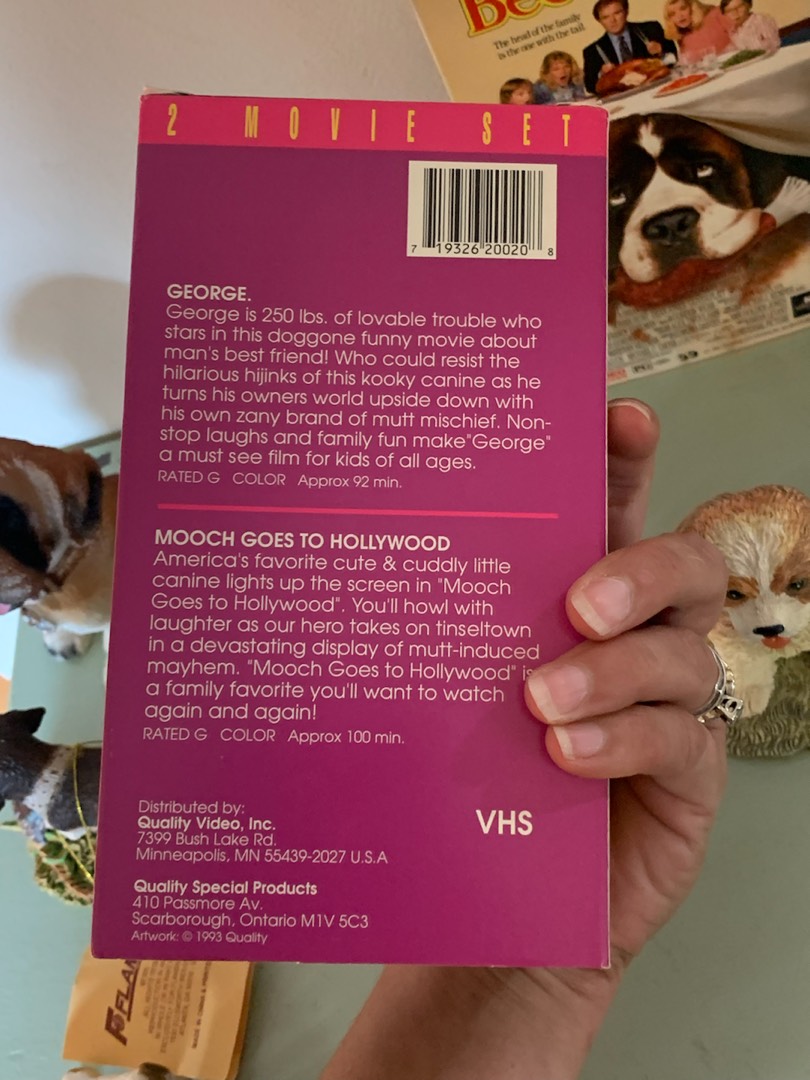 Bee
The head of the family
is the one with the tail.
2 MOVIE SET
7 19326 20020 8
GEORGE.
George is 250 lbs. of lovable trouble who
stars in this doggone funny movie about
man's best friend! Who could resist the
hilarious hijinks of this kooky canine as he
turns his owners world upside down with
his own zany brand of mutt mischief. Non-
stop laughs and family fun make"George"
a must see film for kids of all ages.
RATED G COLOR Approx 92 min.
MOOCH GOES TO HOLLYWOOD
America's favorite cute & cuddly little
canine lights up the screen in "Mooch
Goes to Hollywood". You'll howl with
laughter as our hero takes on tinseltown
in a devastating display of mutt-induced
mayhem. "Mooch Goes to Hollywood" is
a family favorite you'll want to watch
again and again!
RATED G COLOR Approx 100 min.
Distributed by:
Quality Video, Inc.
7399 Bush Lake Rd.
Minneapolis, MN 55439-2027 U.S.A
VHS
Quality Special Products
410 Passmore Av.
Scarborough, Ontario M1V 5C3
Artwork: © 1993 Quality
FLAM